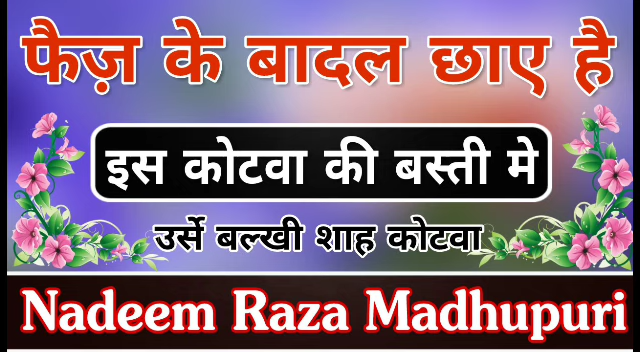 फैज़ के बादल छाए है
इस कोटवा की बस्ती मे
उर्से बल्खी शाह कोटवा
Nadeem Raza Madhupuri